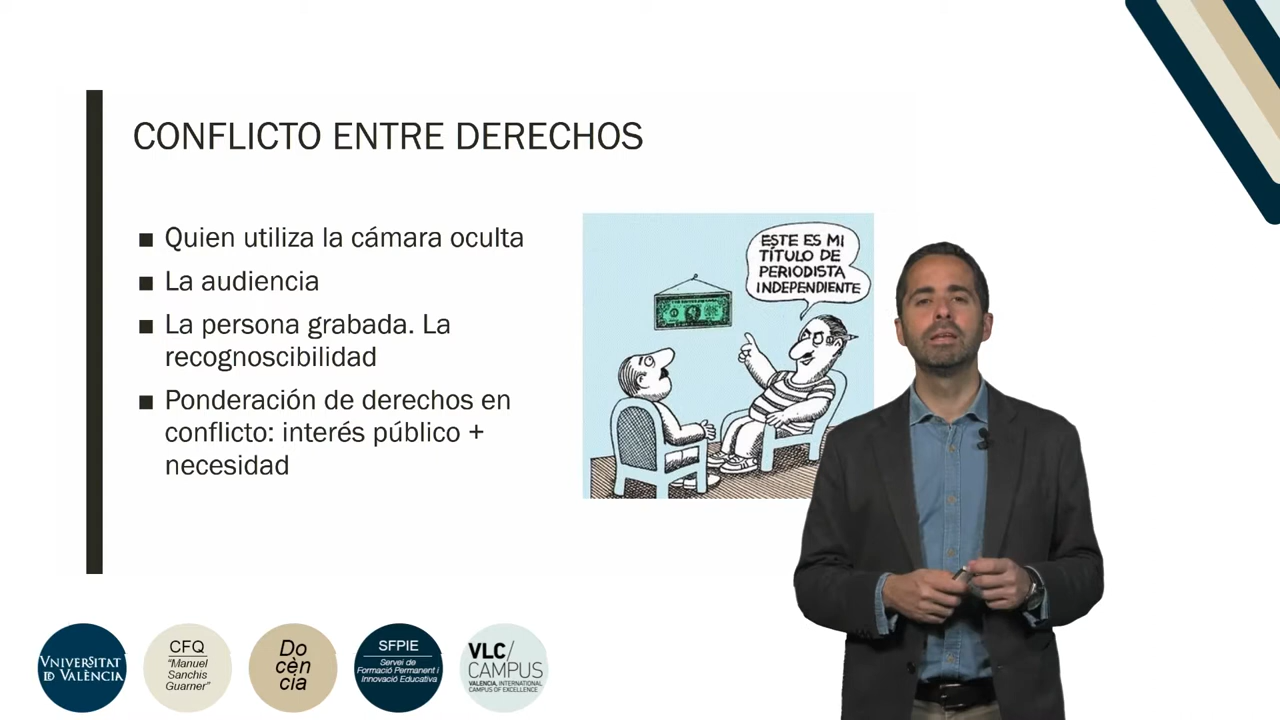 CONFLICTO ENTRE DERECHOS
■ Quien utiliza la cámara oculta
■ La audiencia
■ La persona grabada. La
recognoscibilidad
■ Ponderación de derechos en
conflicto: interés público +
necesidad
ESTE ES MI
TÍTULO DE
PERIODISTA
INDEPENDIENTE
VNIVERSITAT
ID VALÈNCIA
CFQ
"Manuel
Sanchis
Guarner"
Do
cèn
cia
SFPIE
Servei de
Formació Permanent i
Innovació Educativa
VLC/
CAMPUS
VALENCIA, INTERNATIONAL
CAMPUS OF EXCELLENCE